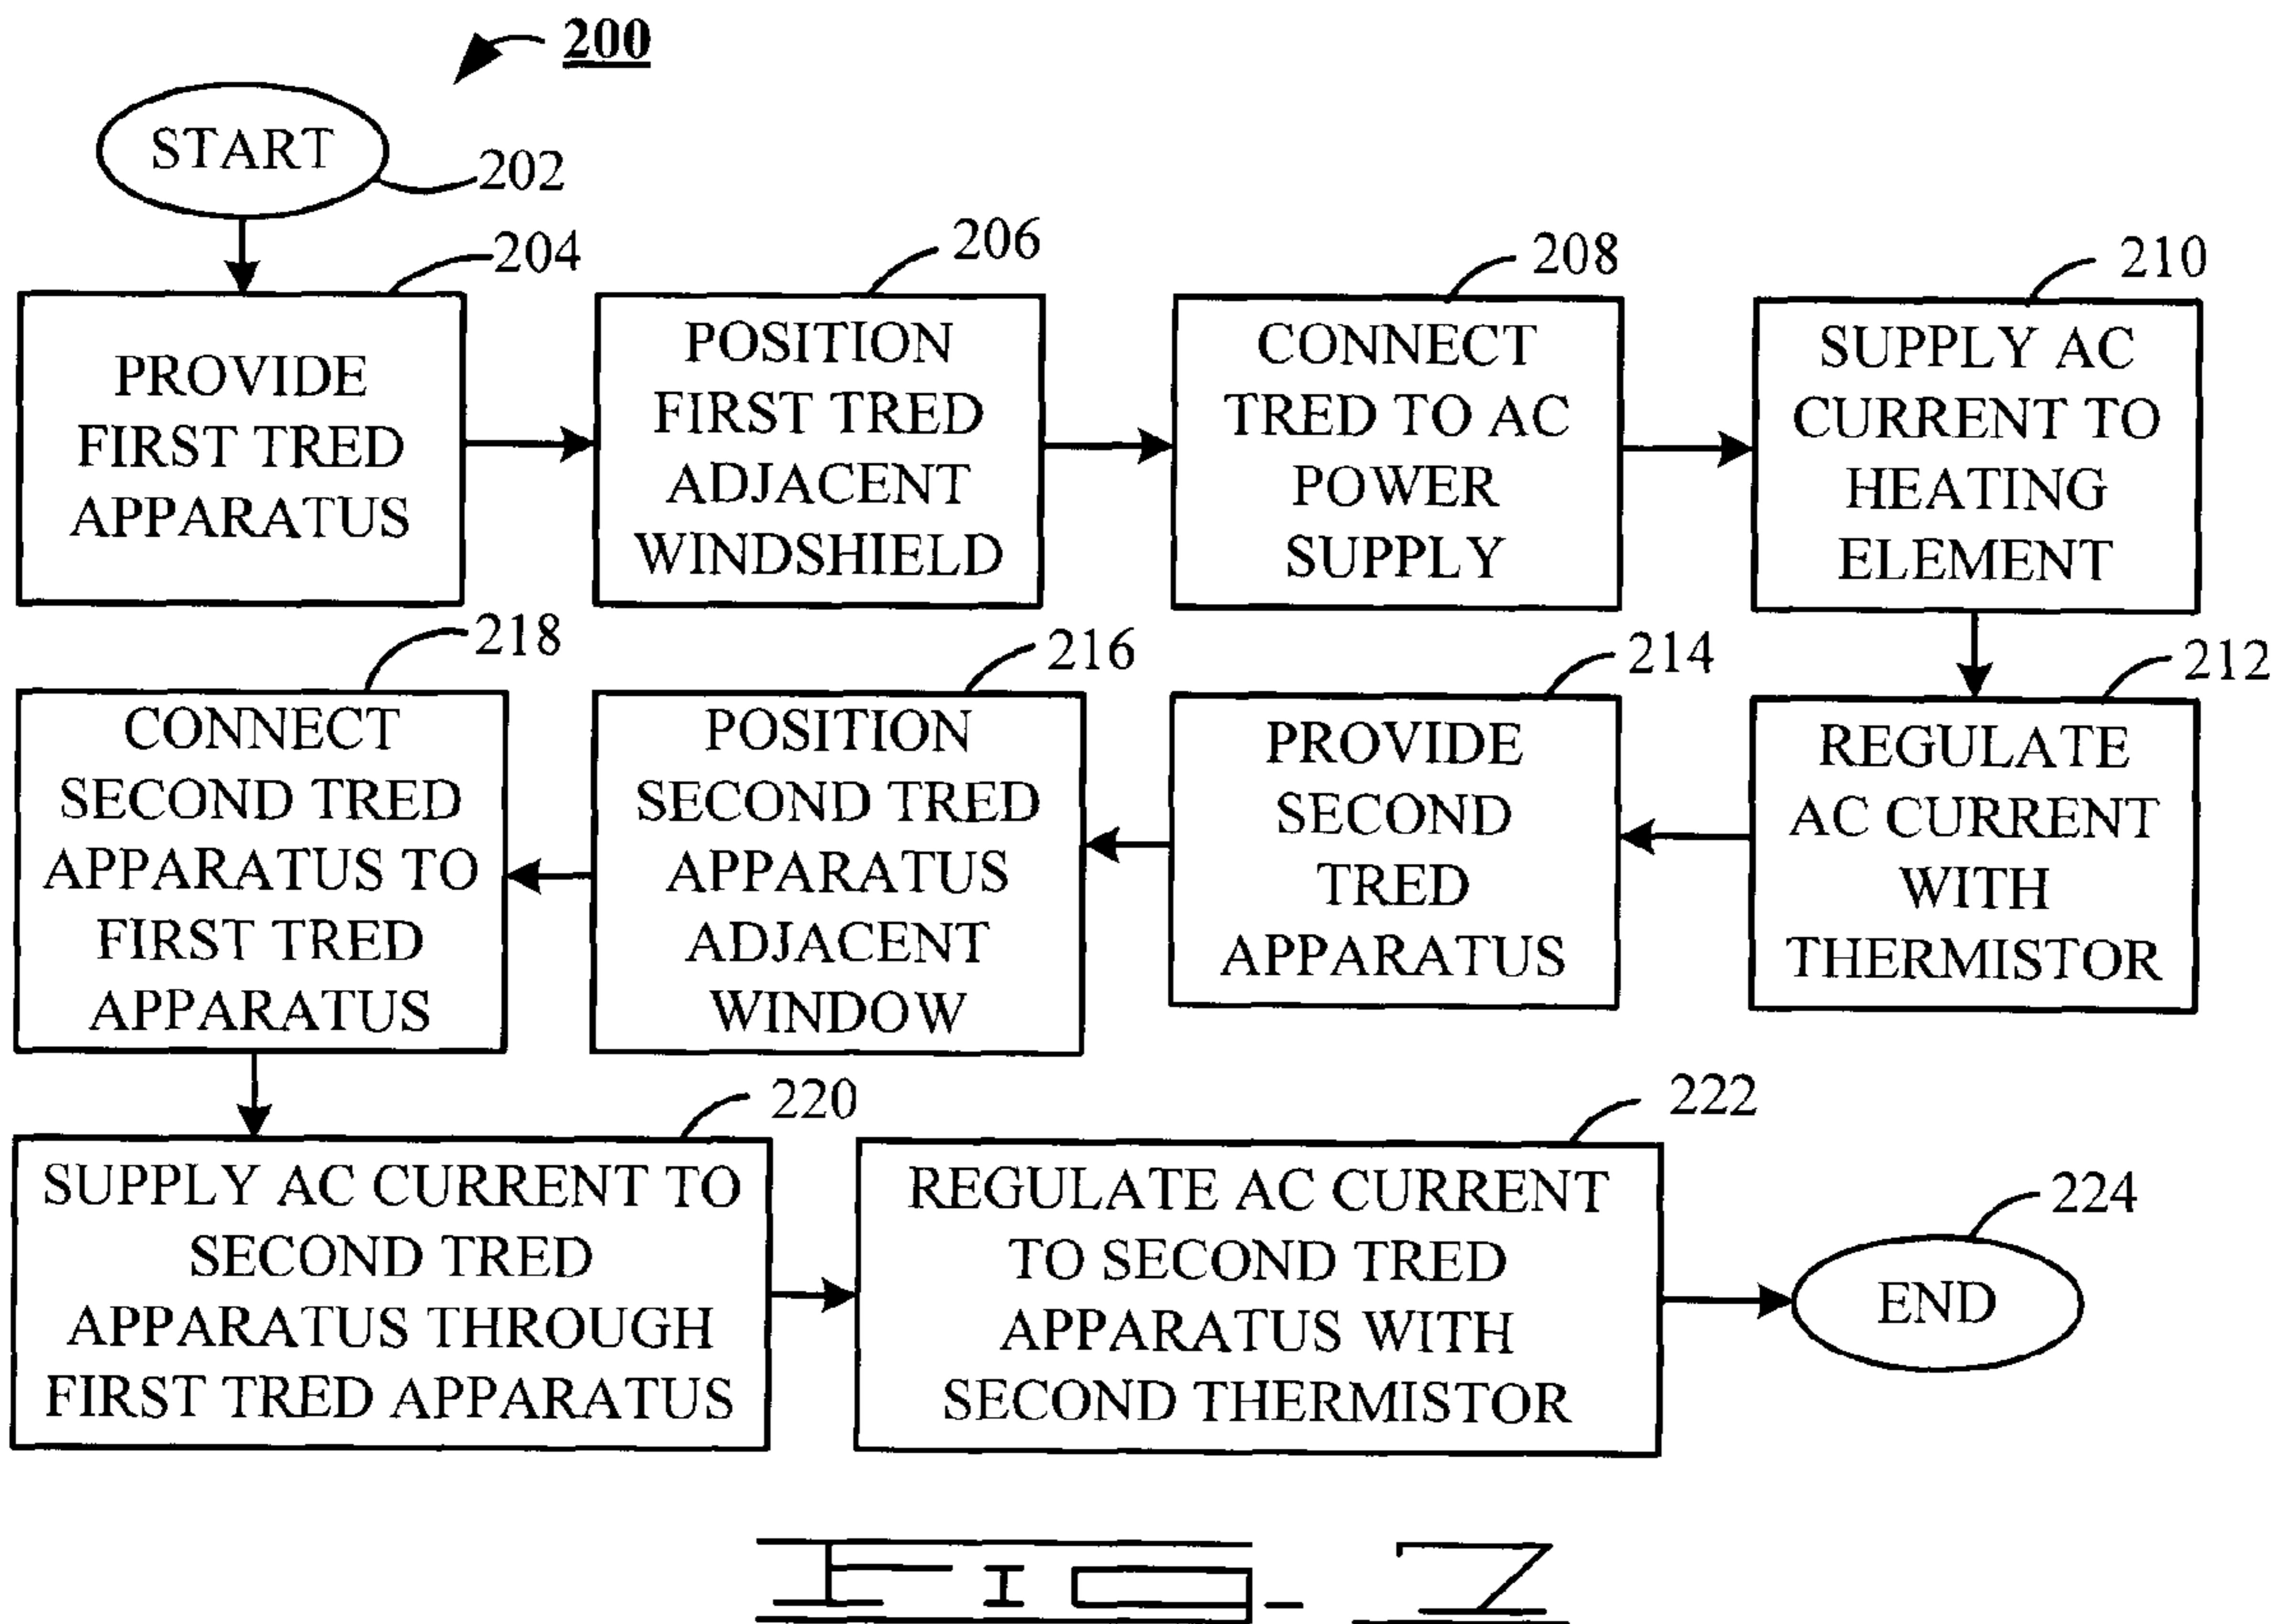 200
START
202
204
206
208
210
PROVIDE
FIRST TRED
APPARATUS
POSITION
FIRST TRED
ADJACENT
WINDSHIELD
CONNECT
TRED TO AC
POWER
SUPPLY
SUPPLY AC
CURRENT TO
HEATING
ELEMENT
218
216
214
212
CONNECT
SECOND TRED
APPARATUS TO
FIRST TRED
APPARATUS
POSITION
SECOND TRED
APPARATUS
ADJACENT
WINDOW
PROVIDE
SECOND
TRED
APPARATUS
REGULATE
AC CURRENT
WITH
THERMISTOR
220
222
224
SUPPLY AC CURRENT TO
SECOND TRED
APPARATUS THROUGH
FIRST TRED APPARATUS
REGULATE AC CURRENT
TO SECOND TRED
APPARATUS WITH
SECOND THERMISTOR
END
FIG- 7